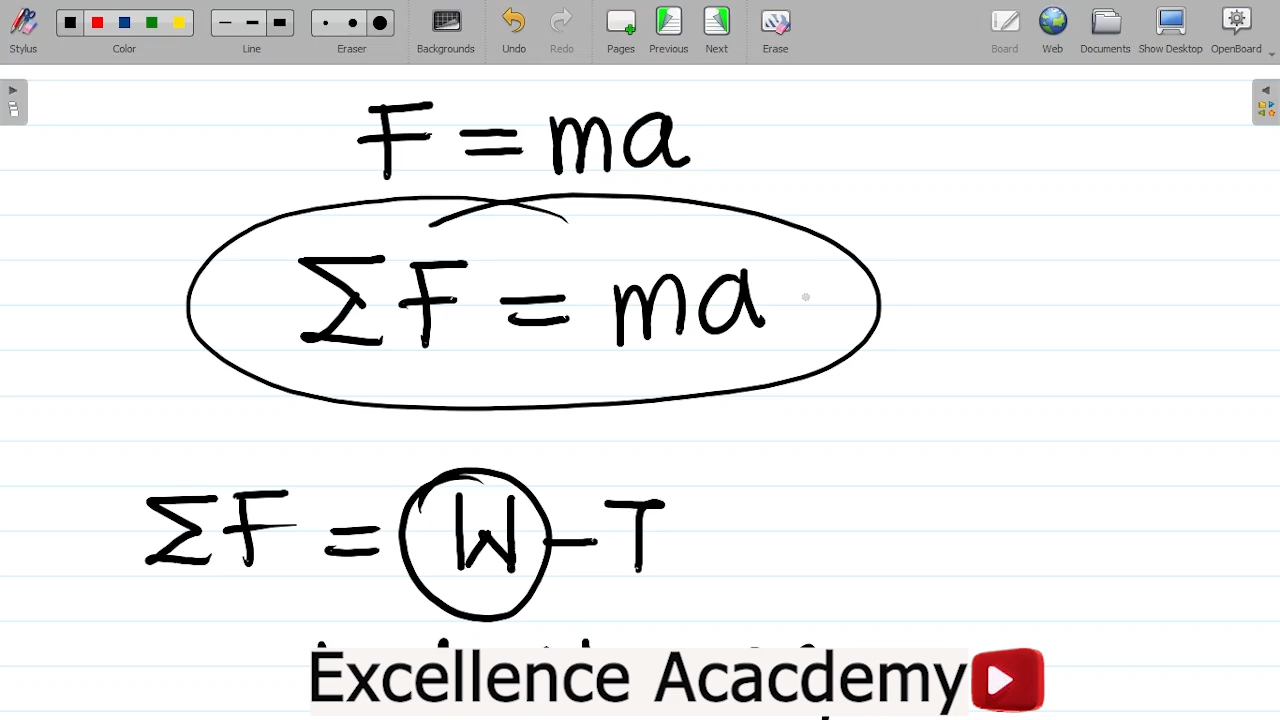 Stylus Color Line Eraser Backgrounds Undo Redo Pages Previous Next Erase Board Web Documents Show Desktop OpenBoard
F = ma
ΣF = ma
ΣF = W - T
Excellence Acacdemy